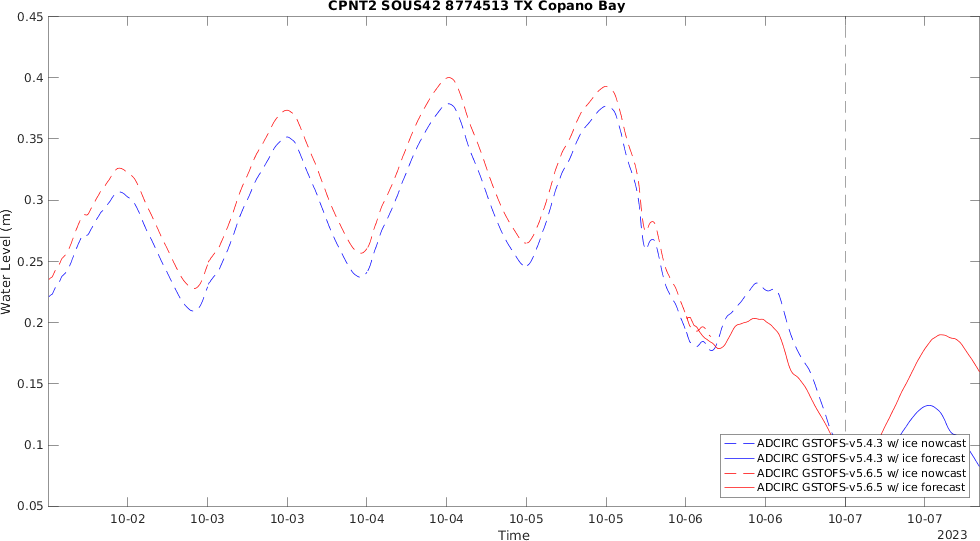 CPNT2 SOUS42 8774513 TX Copano Bay
0.45
0.4
0.35
0.3
0.25
0.2
0.15
0.1
0.05
Water Level (m)
10-02 10-03 10-03 10-04 10-04 10-05 10-05 10-06 10-06 10-07 10-07
Time
2023
ADCIRC GSTOFS-v5.4.3 w/ ice nowcast
ADCIRC GSTOFS-v5.4.3 w/ ice forecast
ADCIRC GSTOFS-v5.6.5 w/ ice nowcast
ADCIRC GSTOFS-v5.6.5 w/ ice forecast